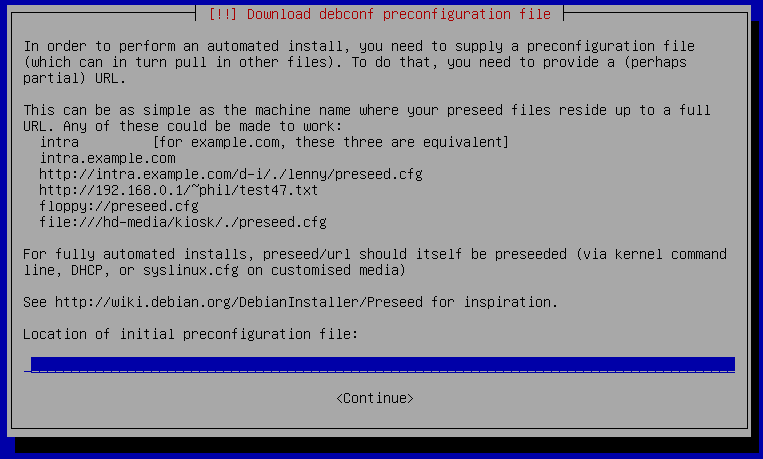 [!!] Download debconf preconfiguration file
In order to perform an automated install, you need to supply a preconfiguration file
(which can in turn pull in other files). To do that, you need to provide a (perhaps
partial) URL.
This can be as simple as the machine name where your preseed files reside up to a full
URL. Any of these could be made to work:
intra         [for example.com, these three are equivalent]
intra.example.com
http://intra.example.com/d-i/./lenny/preseed.cfg
http://192.168.0.1/~phil/test47.txt
floppy://preseed.cfg
file:///hd-media/kiosk/./preseed.cfg
For fully automated installs, preseed/url should itself be preseeded (via kernel command
line, DHCP, or syslinux.cfg on customised media)
See http://wiki.debian.org/DebianInstaller/Preseed for inspiration.
Location of initial preconfiguration file:
<Continue>